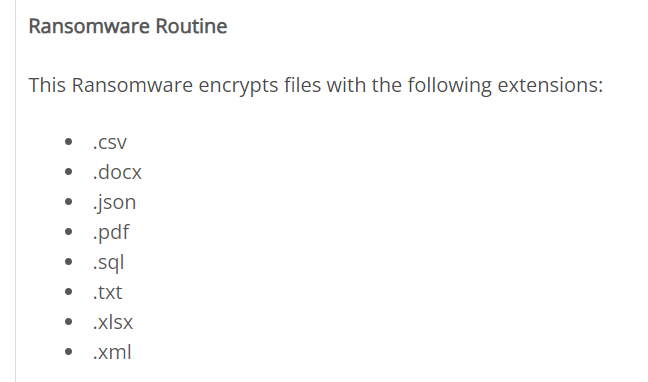 Ransomware Routine
This Ransomware encrypts files with the following extensions:
• .csv
• .docx
• .json
• .pdf
• .sql
• .txt
• .xlsx
• .xml